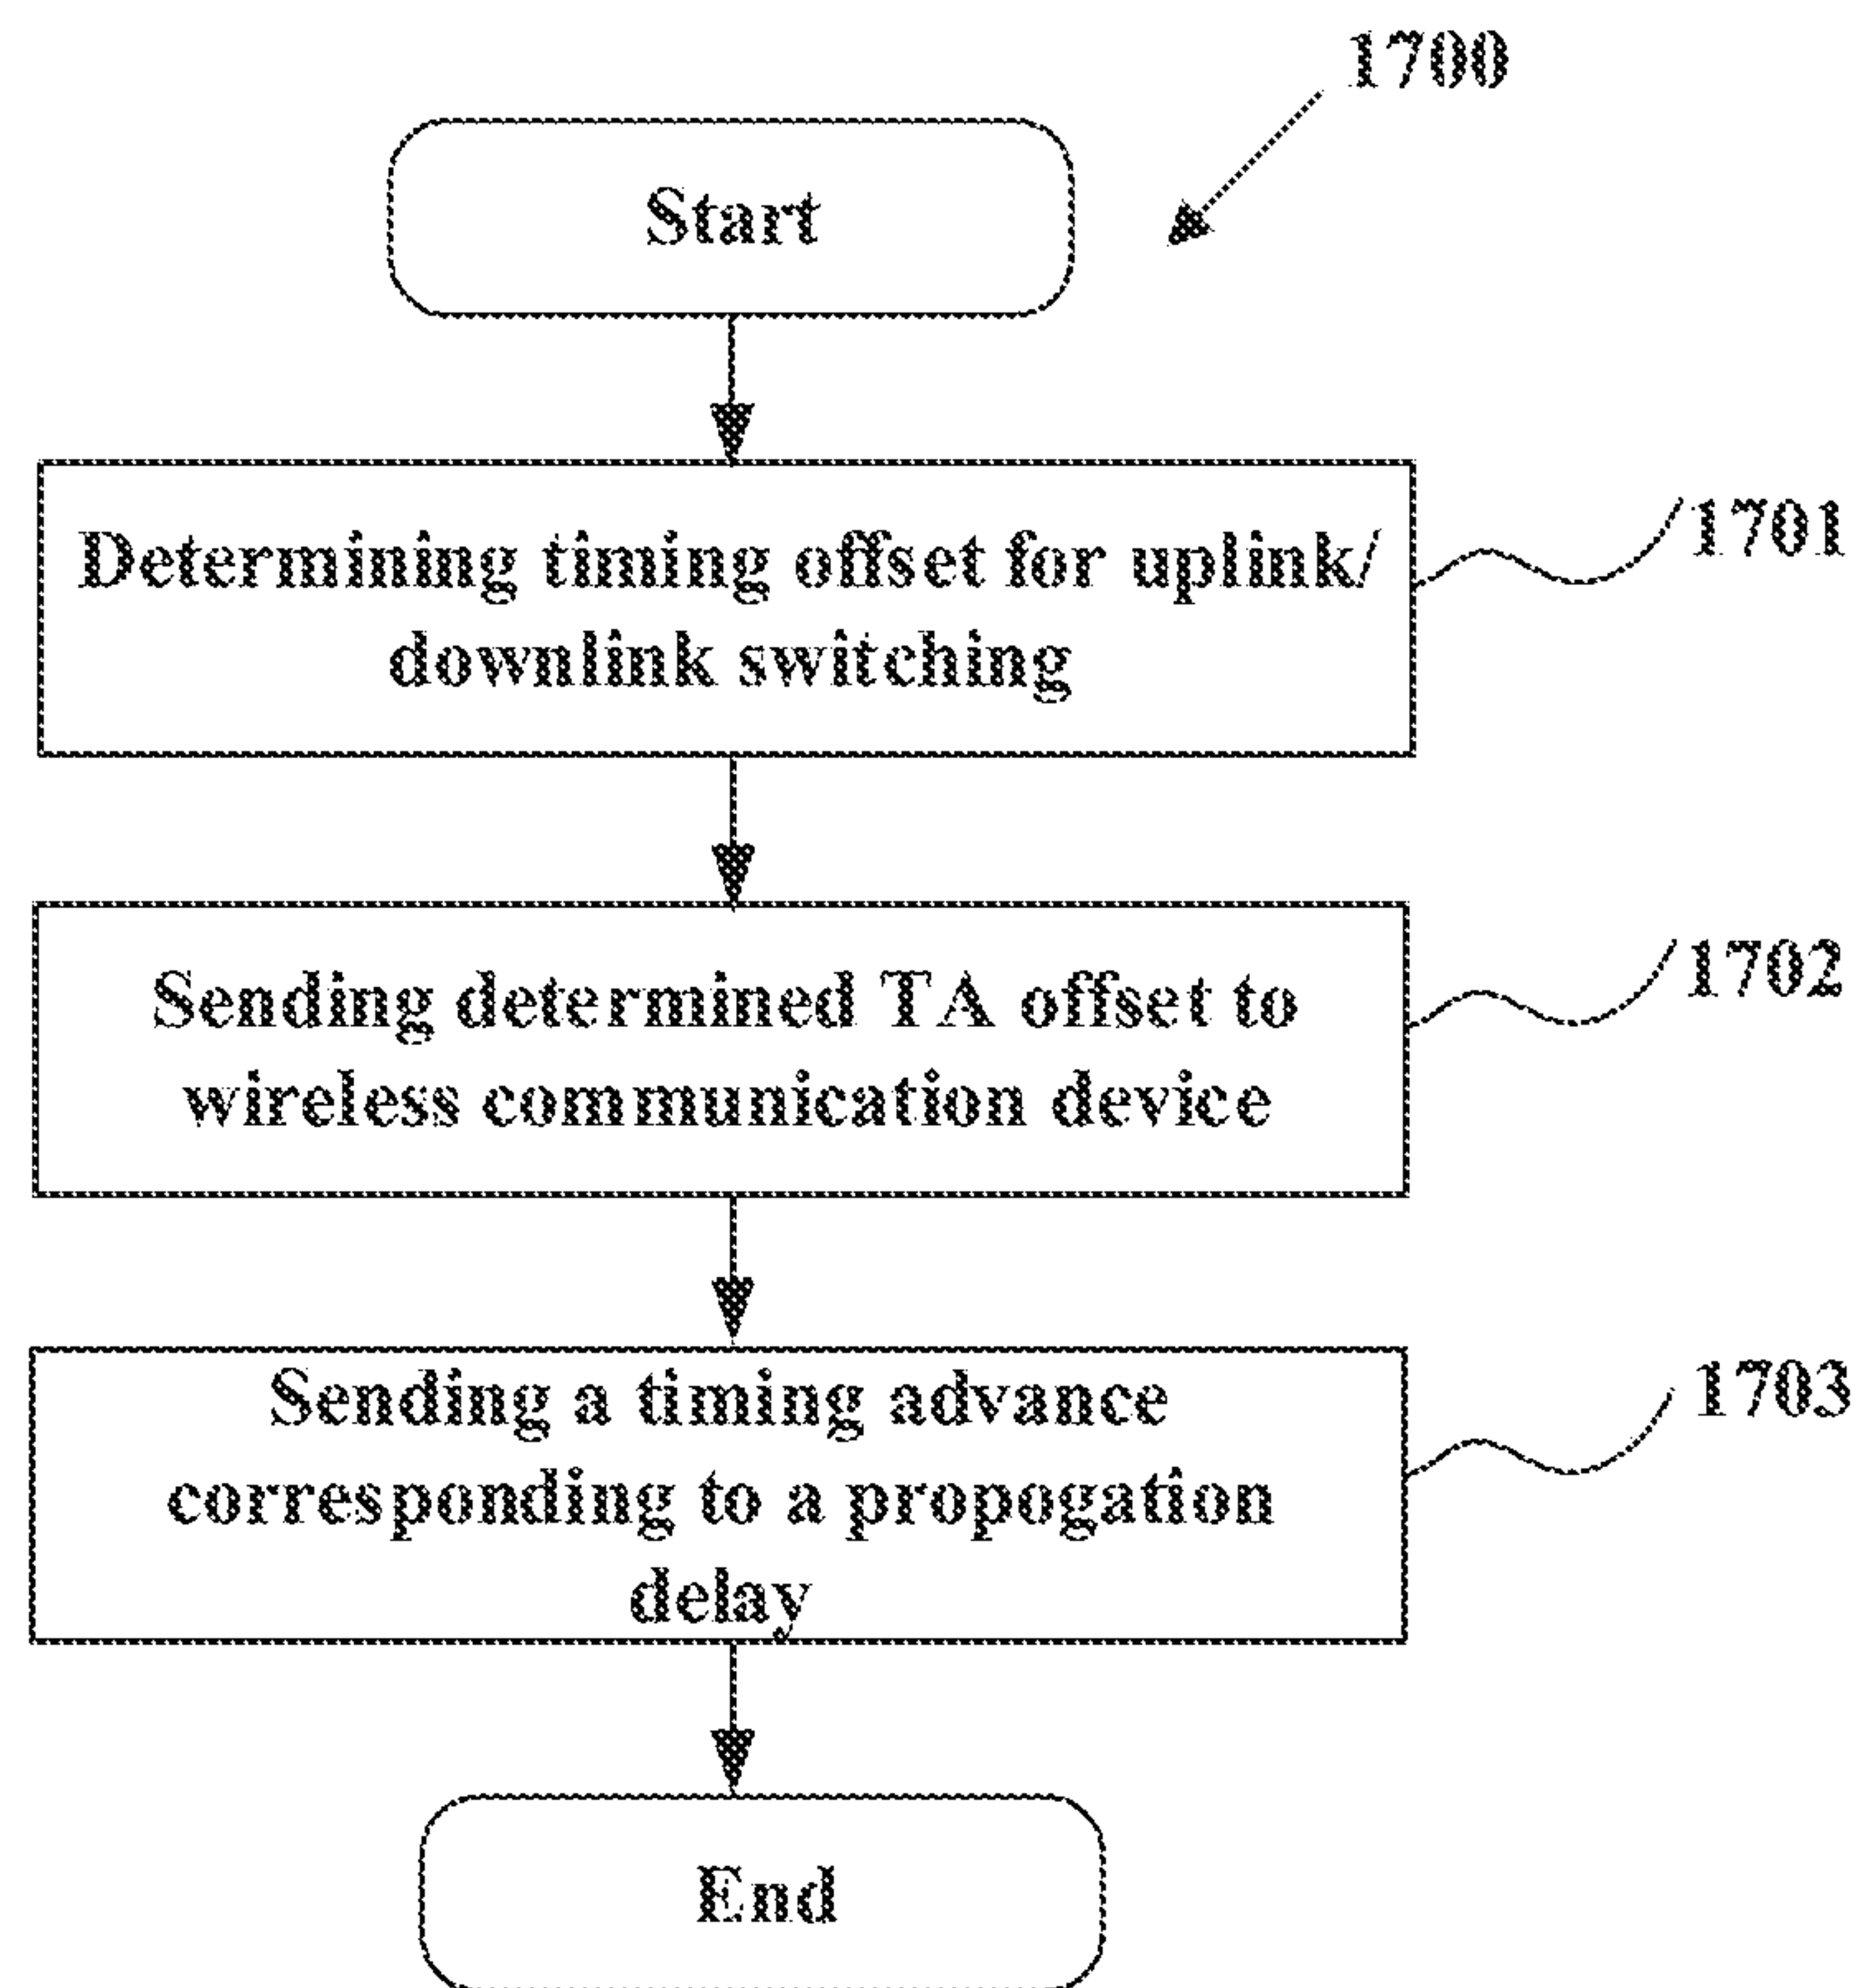 1700
Start
Determining timing offset for uplink/
downlink switching
1701
Sending determined TA offset to
wireless communication device
1702
Sending a timing advance
corresponding to a propogation
delay
1703
End